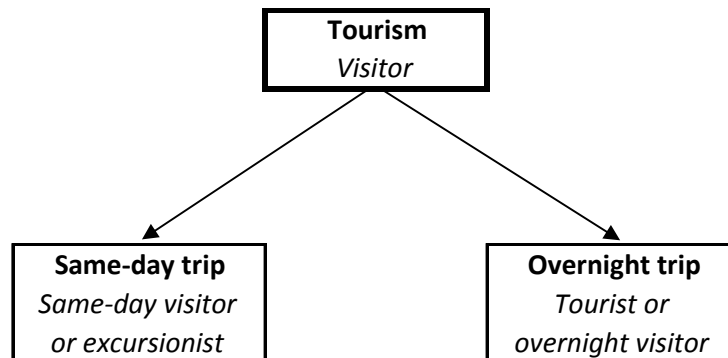 Tourism
Visitor
Same-day trip
Same-day visitor
or excursionist
Overnight trip
Tourist or
overnight visitor